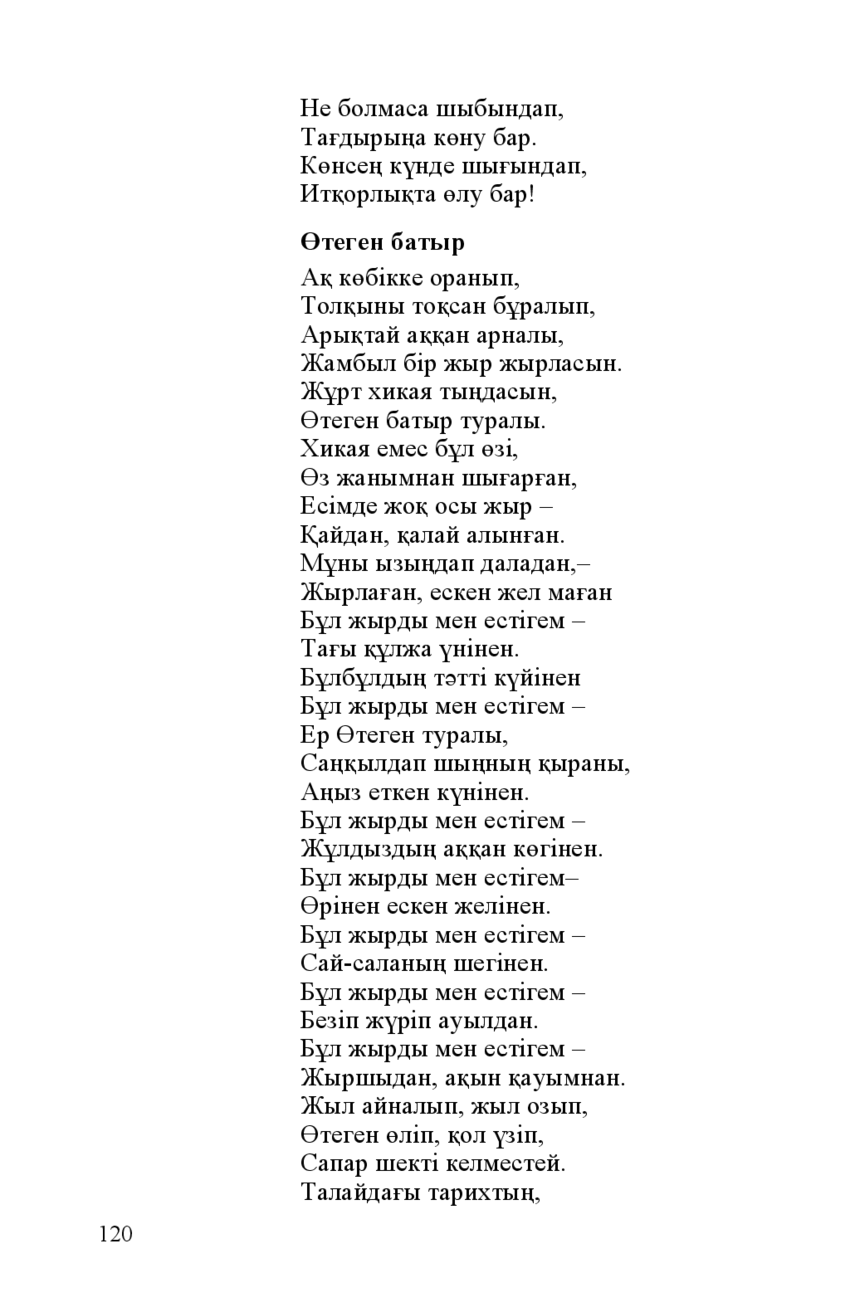 Не болмаса шыбындап,
Тағдырыңа көну бар.
Көнсең күнде шығындап,
Итқорлықта өлу бар!
Өтеген батыр
Ақ көбікке оранып,
Толқыны тоқсан бұралып,
Арықтай аққан арналы,
Жамбыл бір жыр жырласын.
Жұрт хикая тыңдасын,
Өтеген батыр туралы.
Хикая емес бұл өзі,
Өз жанымнан шығарған,
Есімде жоқ осы жыр –
Қайдан, қалай алынған.
Мұны ызыңдап даладан,–
Жырлаған, ескен жел маған
Бұл жырды мен естігем –
Тағы құлжа үнінен.
Бұлбұлдың тәтті күйінен
Бұл жырды мен естігем –
Ер Өтеген туралы,
Саңқылдап шыңның қыраны,
Аңыз еткен күнінен.
Бұл жырды мен естігем –
Жұлдыздың аққан көгінен.
Бұл жырды мен естігем–
Өрінен ескен желінен.
Бұл жырды мен естігем –
Сай-саланың шегінен.
Бұл жырды мен естігем –
Безіп жүріп ауылдан.
Бұл жырды мен естігем –
Жыршыдан, ақын қауымнан.
Жыл айналып, жыл озып,
Өтеген өліп, қол үзіп,
Сапар шекті келместей.
Талайдағы тарихтың,
120